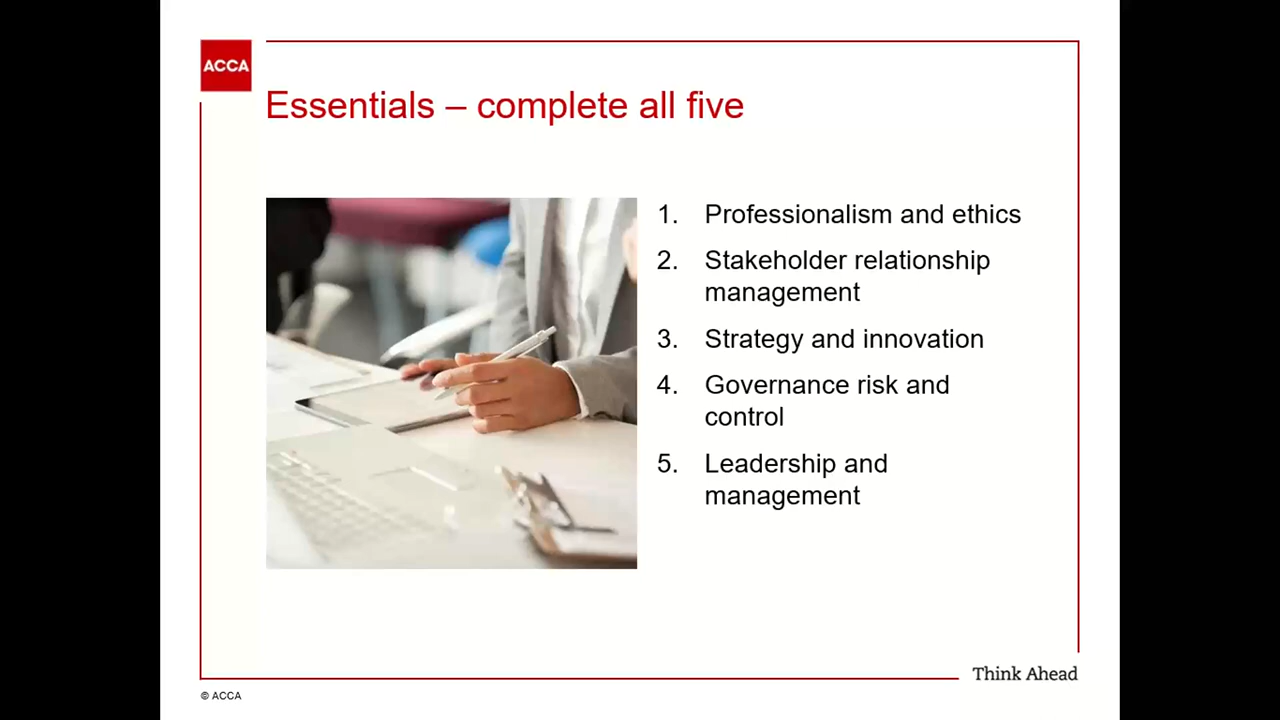 ACCA
Essentials – complete all five
1. Professionalism and ethics
2. Stakeholder relationship
management
3. Strategy and innovation
4. Governance risk and
control
5. Leadership and
management
Think Ahead
© ACCA